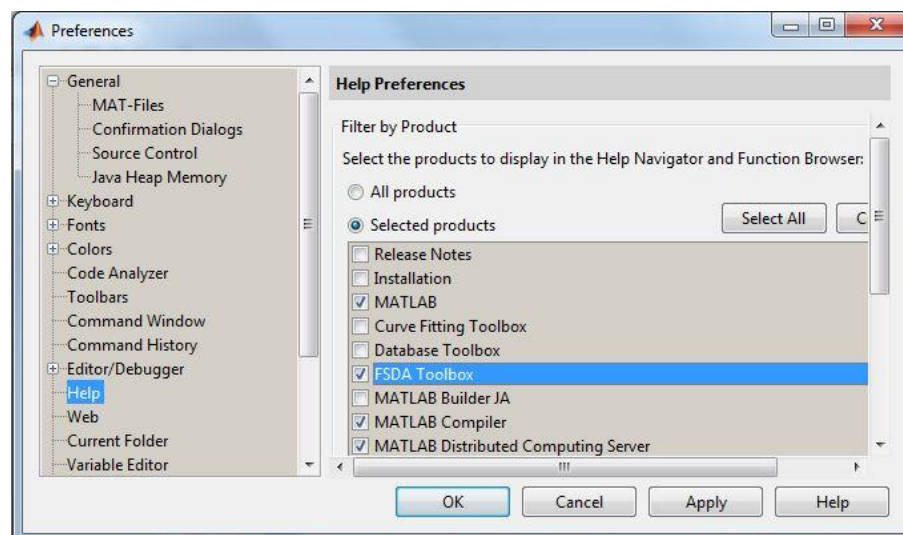 Preferences
General
MAT-Files
Confirmation Dialogs
Source Control
Java Heap Memory
Keyboard
Fonts
Colors
Code Analyzer
Toolbars
Command Window
Command History
Editor/Debugger
Help
Web
Current Folder
Variable Editor
Help Preferences
Filter by Product
Select the products to display in the Help Navigator and Function Browser:
All products
Selected products
Select All
C
Release Notes
Installation
MATLAB
Curve Fitting Toolbox
Database Toolbox
FSDA Toolbox
MATLAB Builder JA
MATLAB Compiler
MATLAB Distributed Computing Server
OK
Cancel
Apply
Help